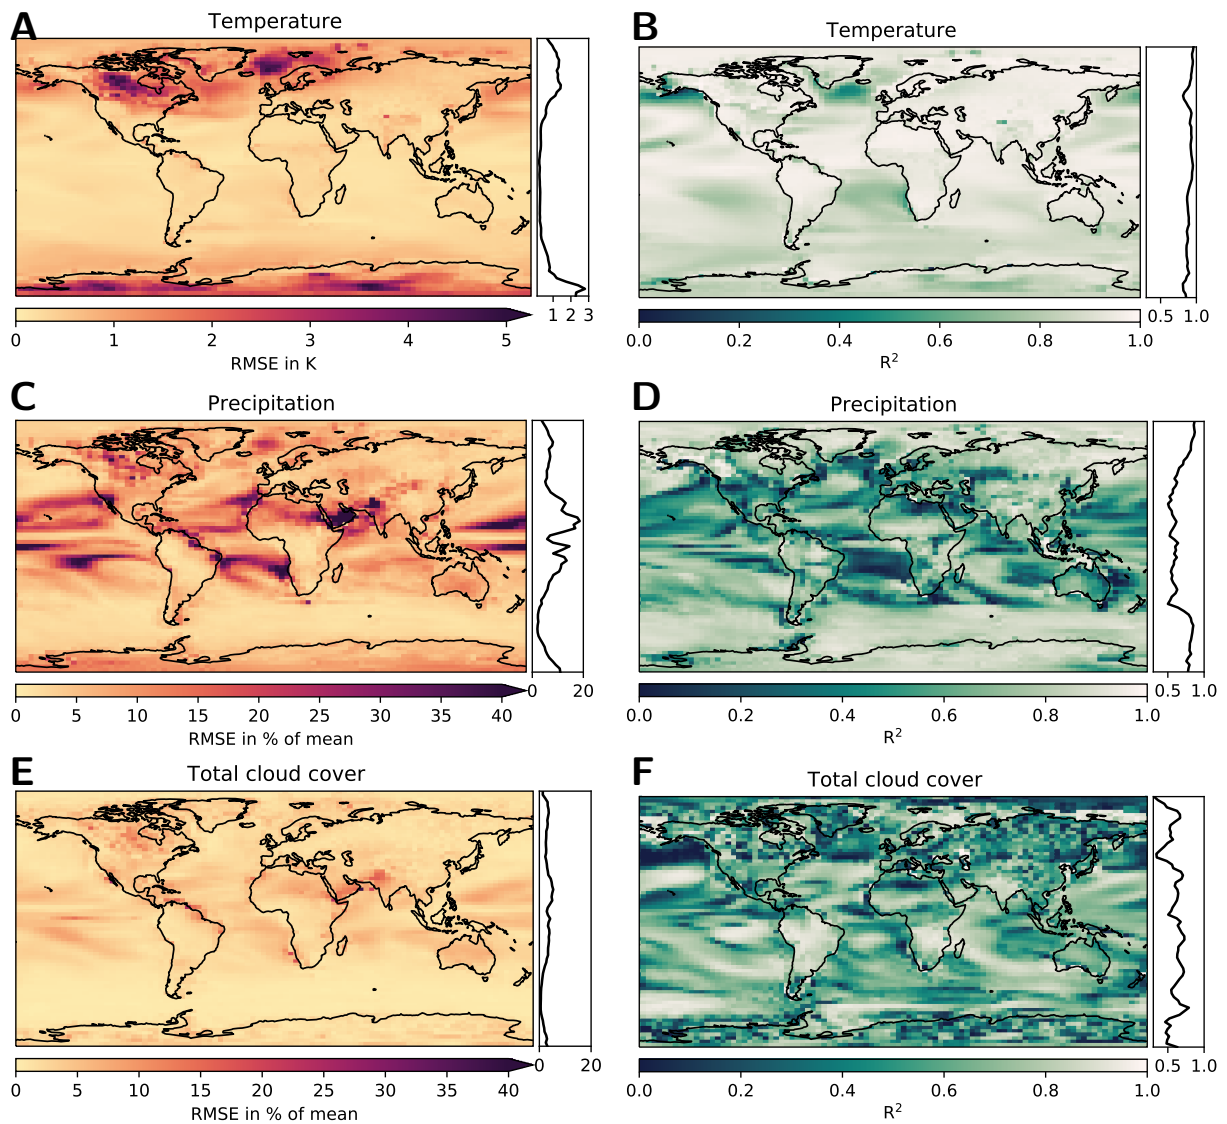 A
Temperature
1 2 3
0 1 2 3 4 5
RMSE in K
B
Temperature
0.5 1.0
0.0 0.2 0.4 0.6 0.8 1.0
R²
C
Precipitation
0 20
0 5 10 15 20 25 30 35 40
RMSE in % of mean
D
Precipitation
0.5 1.0
0.0 0.2 0.4 0.6 0.8 1.0
R²
E
Total cloud cover
0 20
0 5 10 15 20 25 30 35 40
RMSE in % of mean
F
Total cloud cover
0.5 1.0
0.0 0.2 0.4 0.6 0.8 1.0
R²